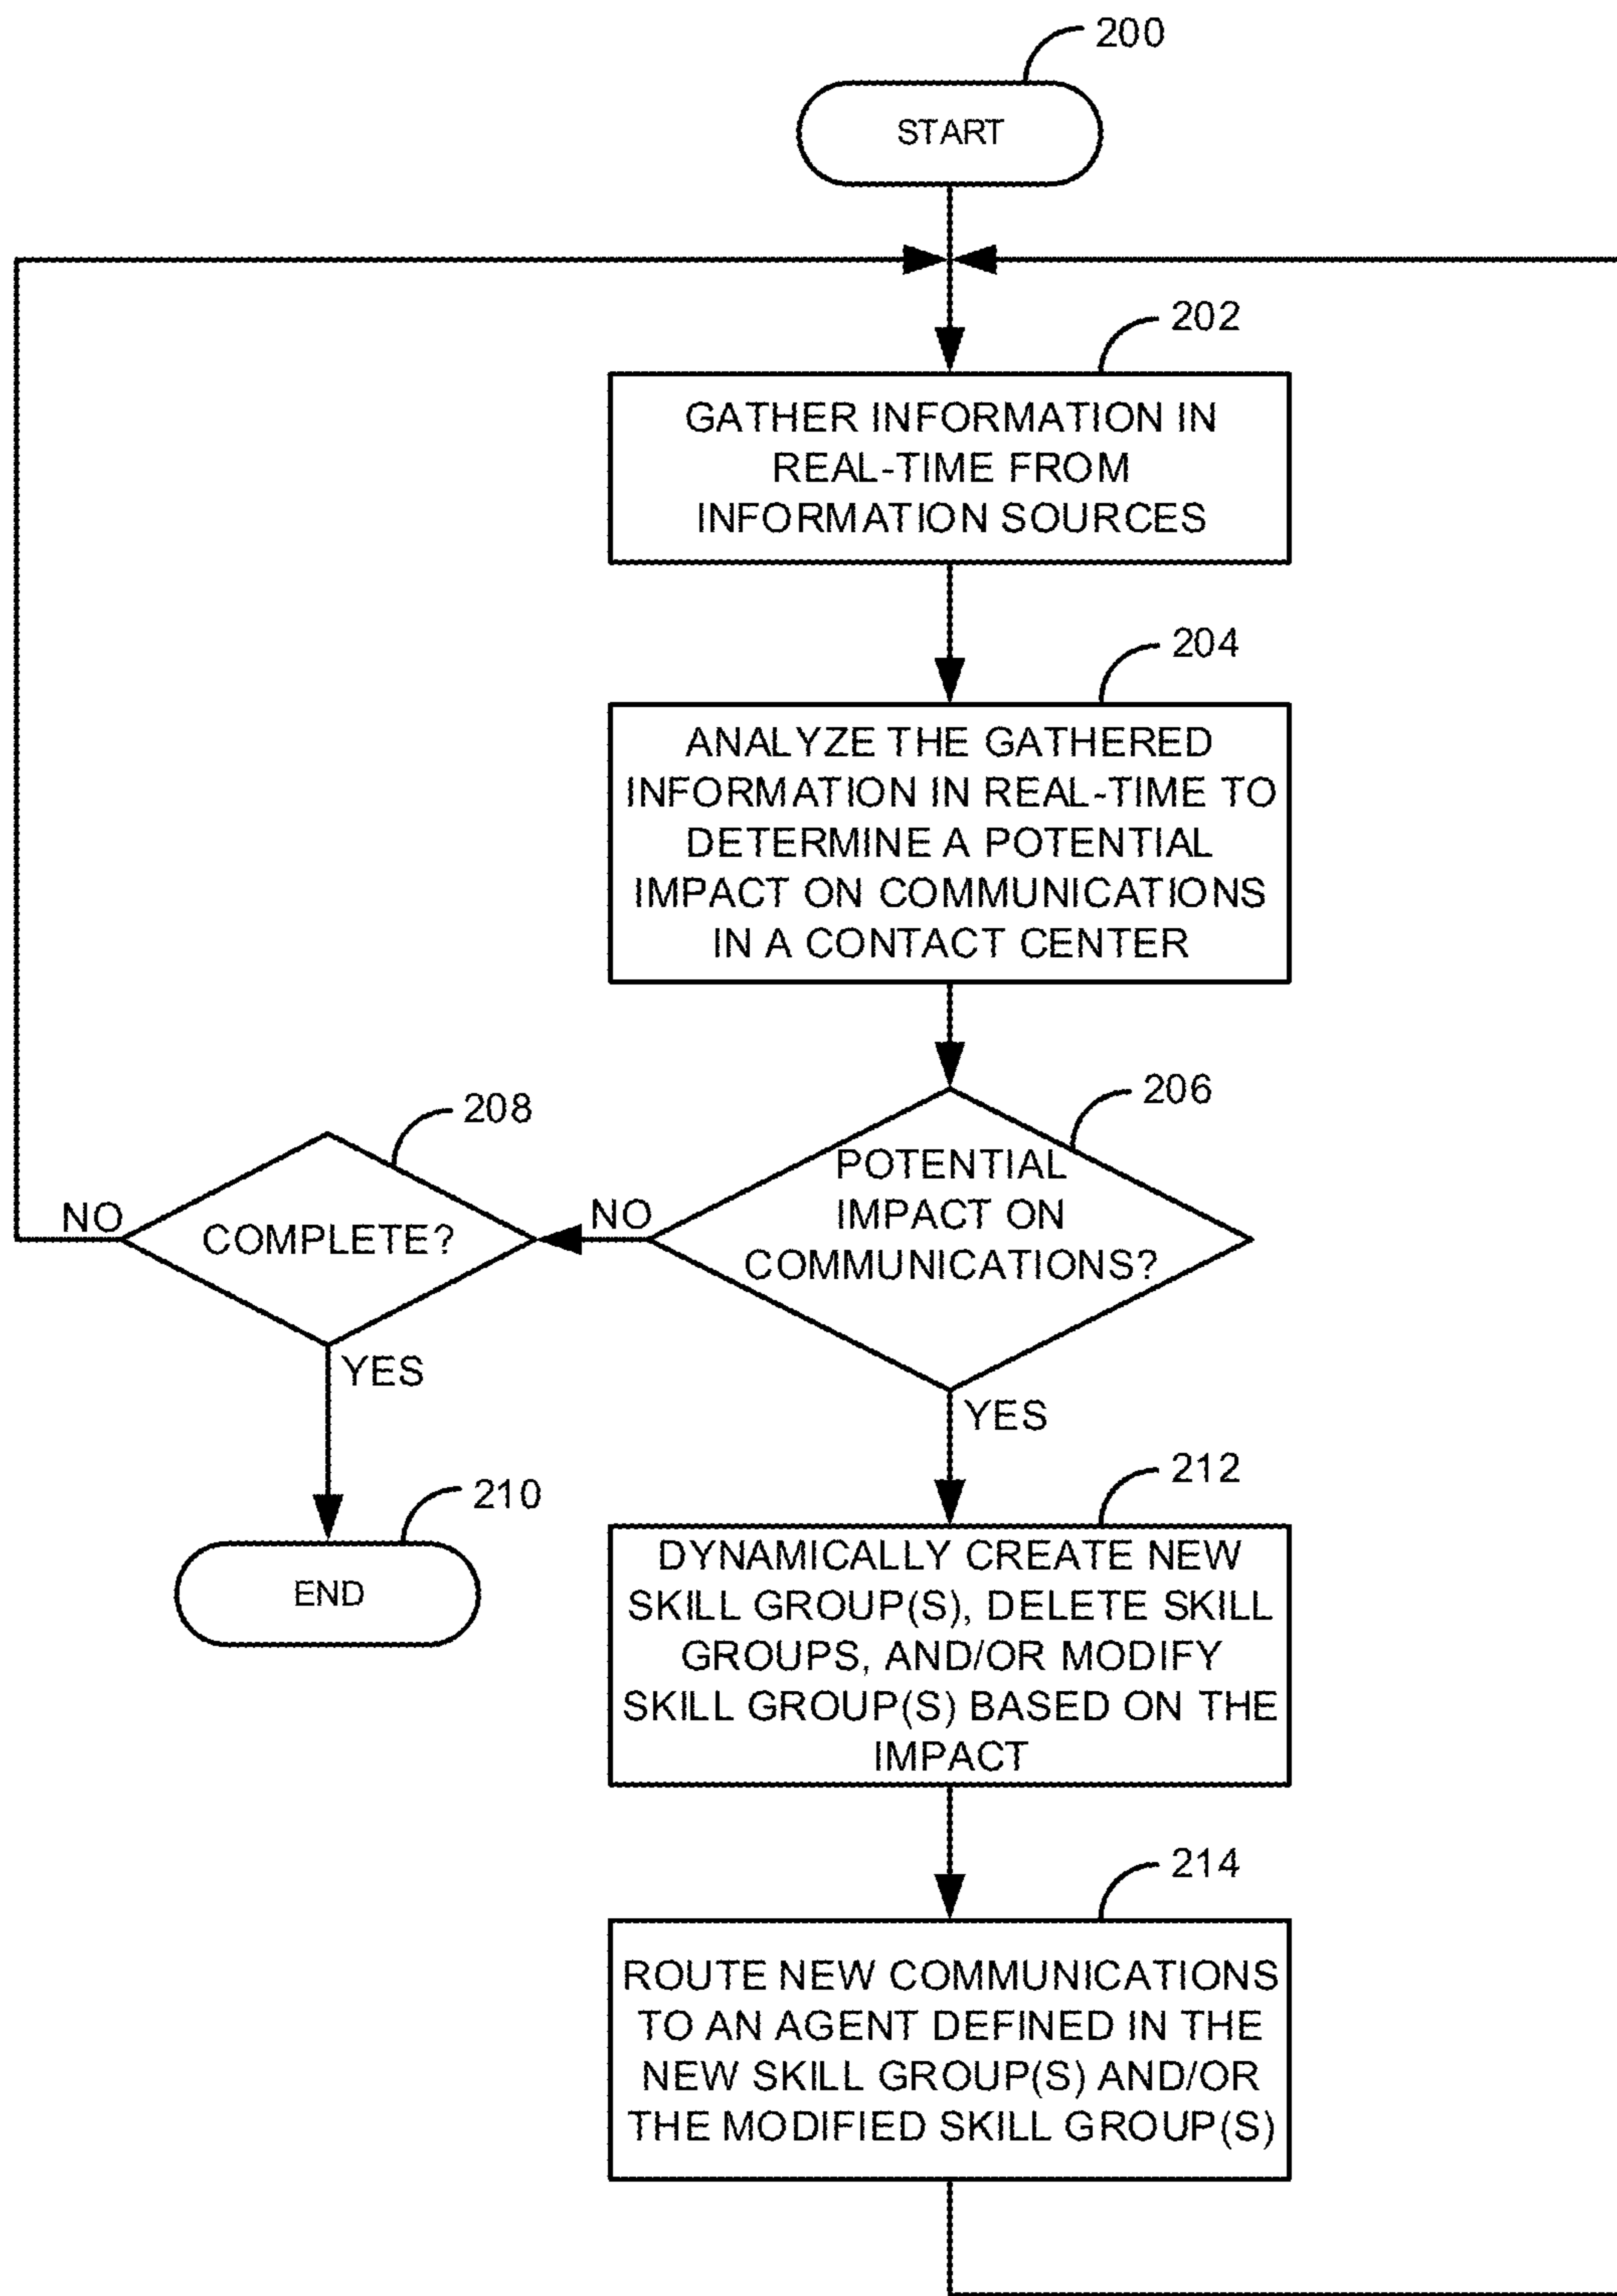 200
START
202
GATHER INFORMATION IN
REAL-TIME FROM
INFORMATION SOURCES
204
ANALYZE THE GATHERED
INFORMATION IN REAL-TIME TO
DETERMINE A POTENTIAL
IMPACT ON COMMUNICATIONS
IN A CONTACT CENTER
206
POTENTIAL
IMPACT ON
COMMUNICATIONS?
NO
208
COMPLETE?
NO
YES
210
END
YES
212
DYNAMICALLY CREATE NEW
SKILL GROUP(S), DELETE SKILL
GROUPS, AND/OR MODIFY
SKILL GROUP(S) BASED ON THE
IMPACT
214
ROUTE NEW COMMUNICATIONS
TO AN AGENT DEFINED IN THE
NEW SKILL GROUP(S) AND/OR
THE MODIFIED SKILL GROUP(S)